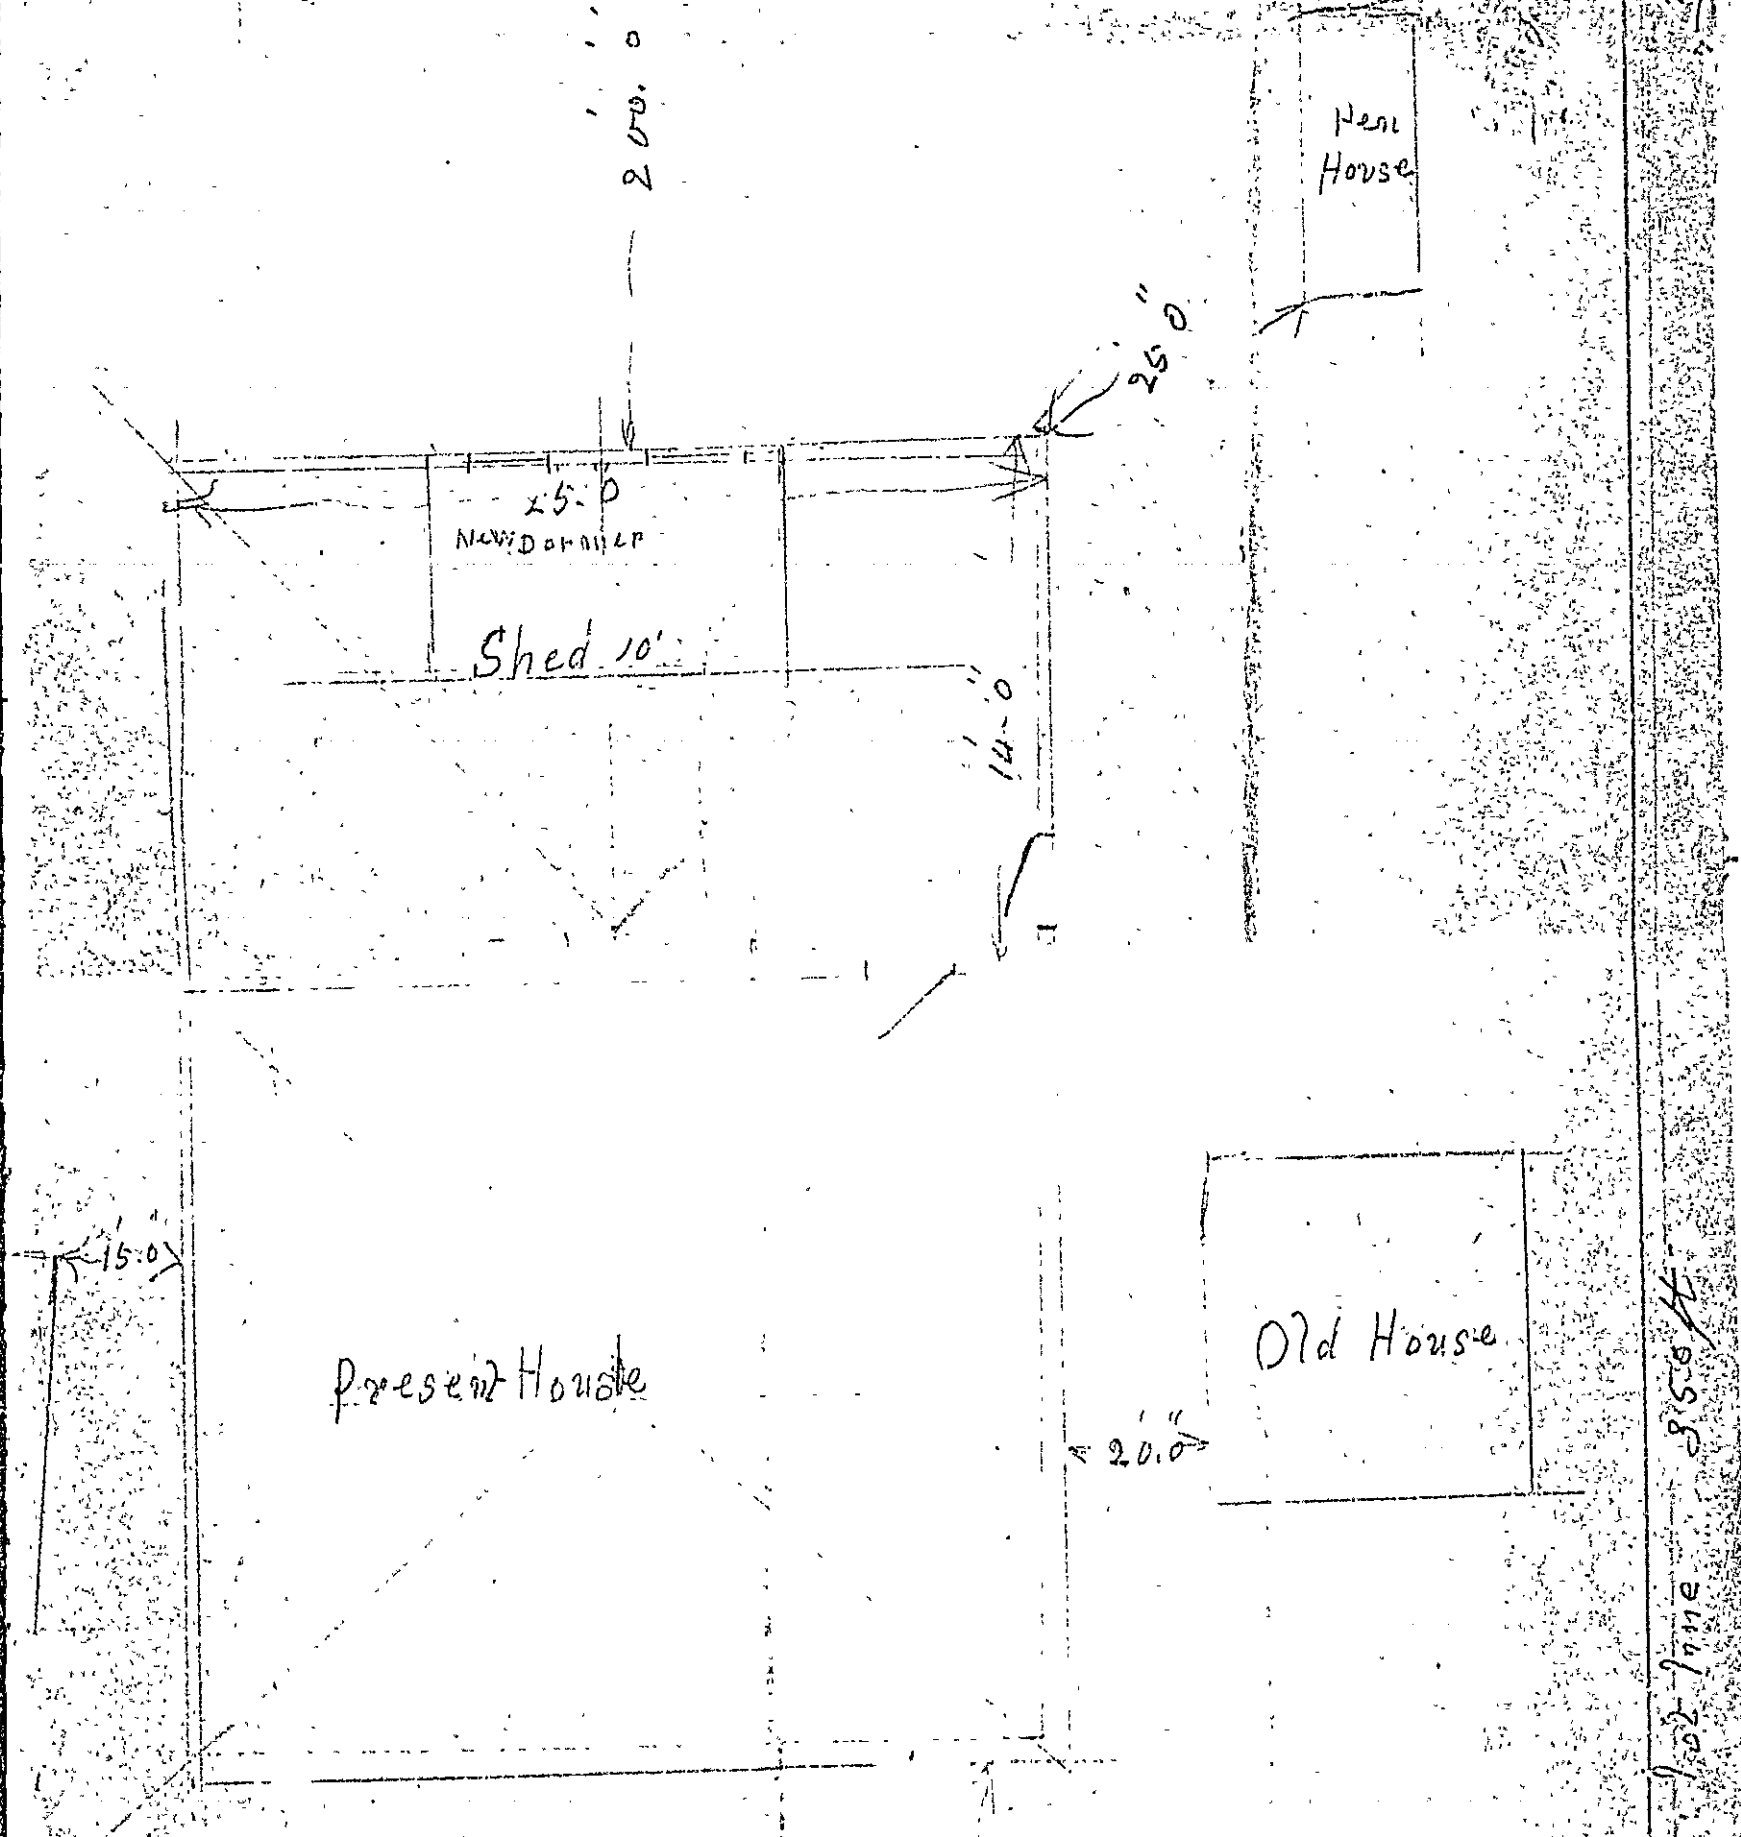 200.'0
Hen
House
25'0"
25.'0
New Dormer
Shed 10'
14'-0"
15'.0"
Present House
Old House
20'.0"
Lot Line 850 ft.